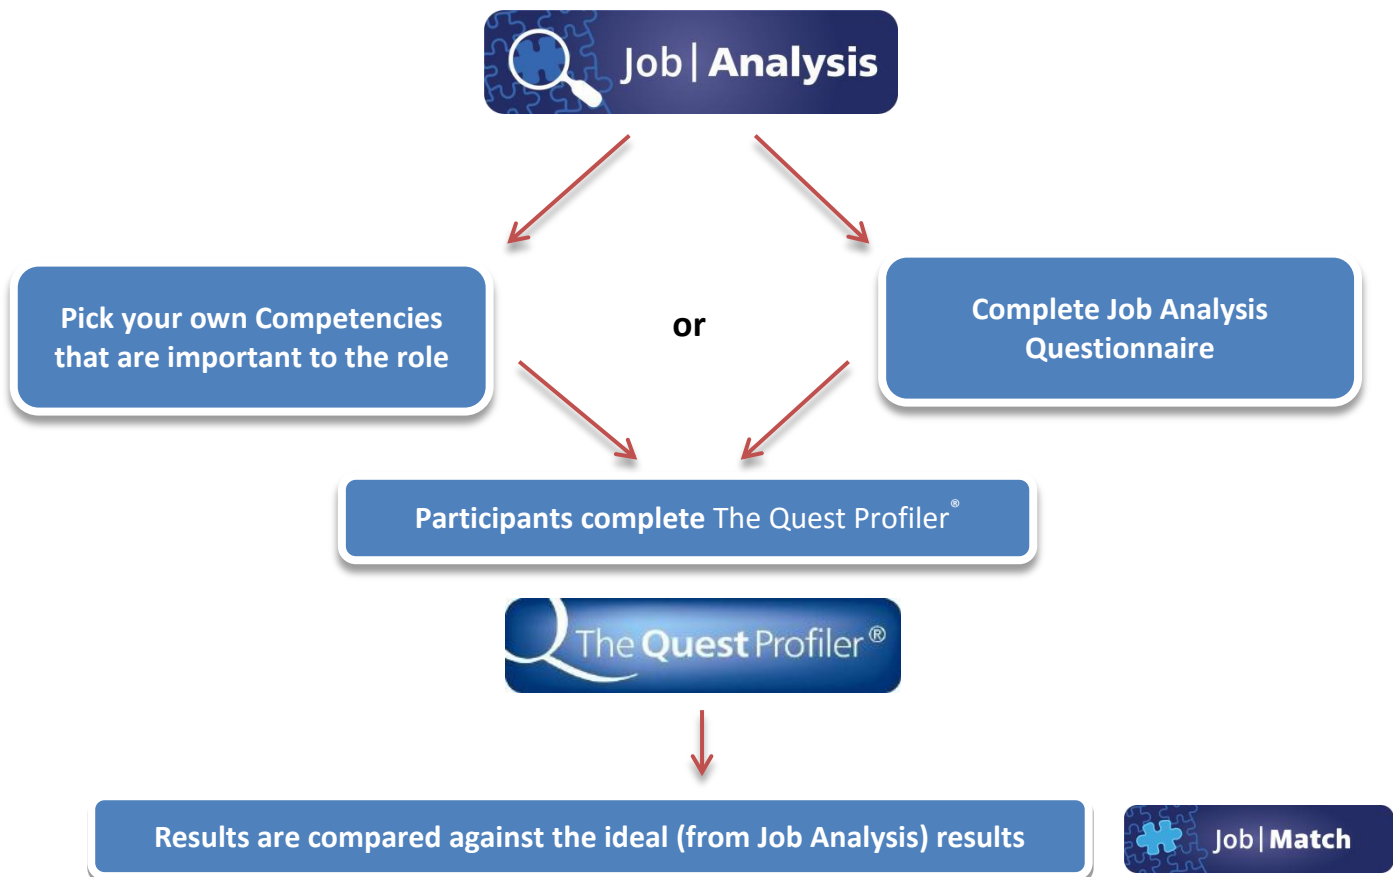 Job|Analysis
Pick your own Competencies
that are important to the role
or
Complete Job Analysis
Questionnaire
Participants complete The Quest Profiler®
The Quest Profiler®
Results are compared against the ideal (from Job Analysis) results
Job|Match